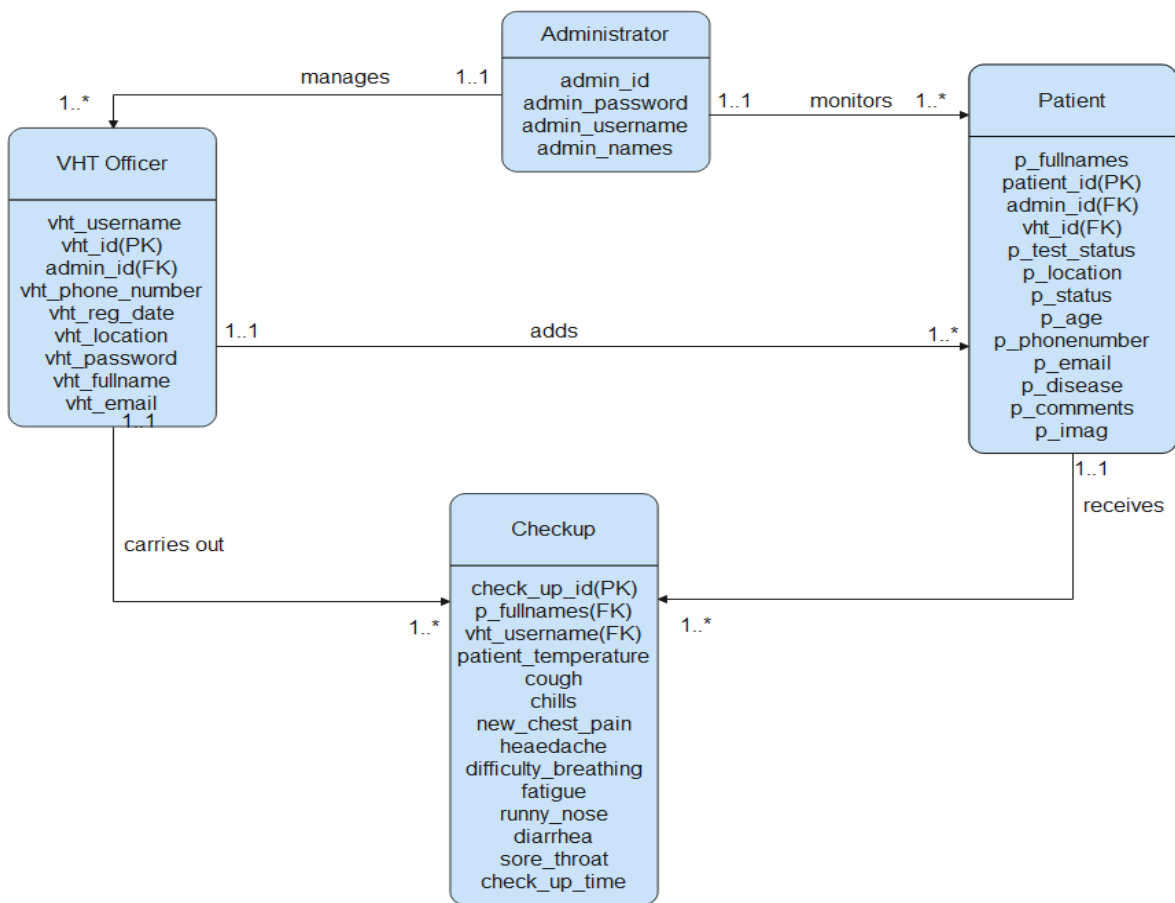 Administrator
admin_id
admin_password
admin_username
admin_names
manages
1..1
1..*
1..1
monitors
1..*
Patient
p_fullnames
patient_id(PK)
admin_id(FK)
vht_id(FK)
p_test_status
p_location
p_status
p_age
p_phonenumber
p_email
p_disease
p_comments
p_imag
VHT Officer
vht_username
vht_id(PK)
admin_id(FK)
vht_phone_number
vht_reg_date
vht_location
vht_password
vht_fullname
vht_email
1..1
adds
1..*
1..1
carries out
1..*
1..1
receives
1..*
Checkup
check_up_id(PK)
p_fullnames(FK)
vht_username(FK)
patient_temperature
cough
chills
new_chest_pain
heaedache
difficulty_breathing
fatigue
runny_nose
diarrhea
sore_throat
check_up_time